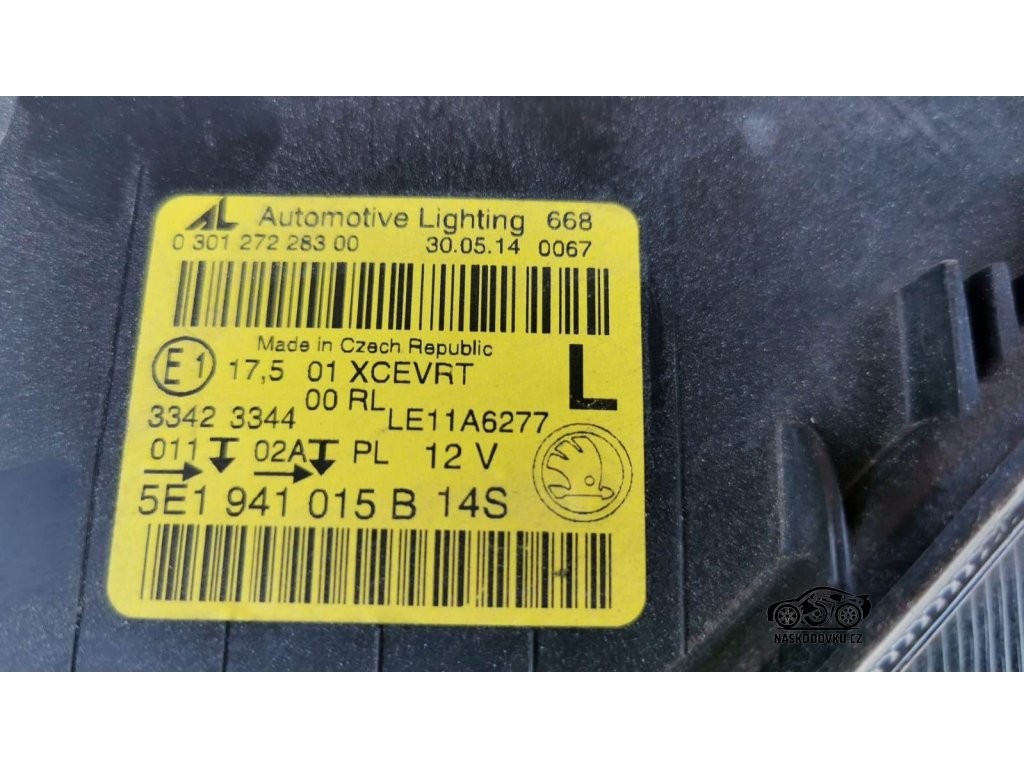 AL Automotive Lighting 668
0 301 272 283 00 30.05.14 0067
Made in Czech Republic
E1 17,5 01 XCEVRT L
00 RL
3342 3344 LE11A6277
011 02A PL 12 V
5E1 941 015 B 14S
NASKODOVKU.CZ